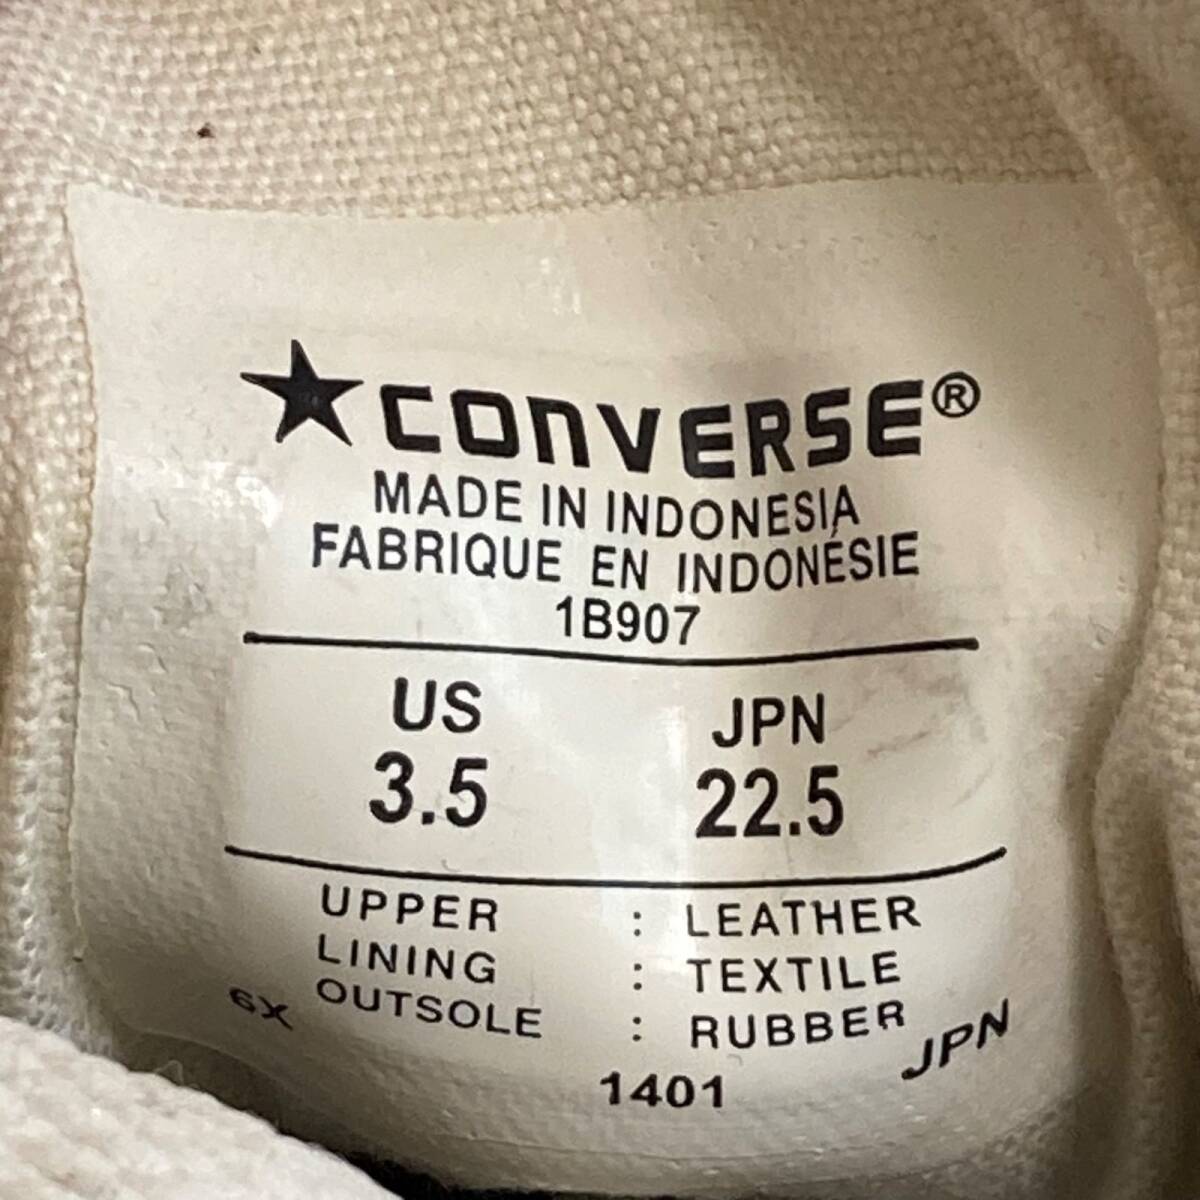 ★CONVERSE®
MADE IN INDONESIA
FABRIQUE EN INDONÉSIE
1B907
US JPN
3.5 22.5
UPPER : LEATHER
LINING : TEXTILE
6X OUTSOLE : RUBBER JPN
1401